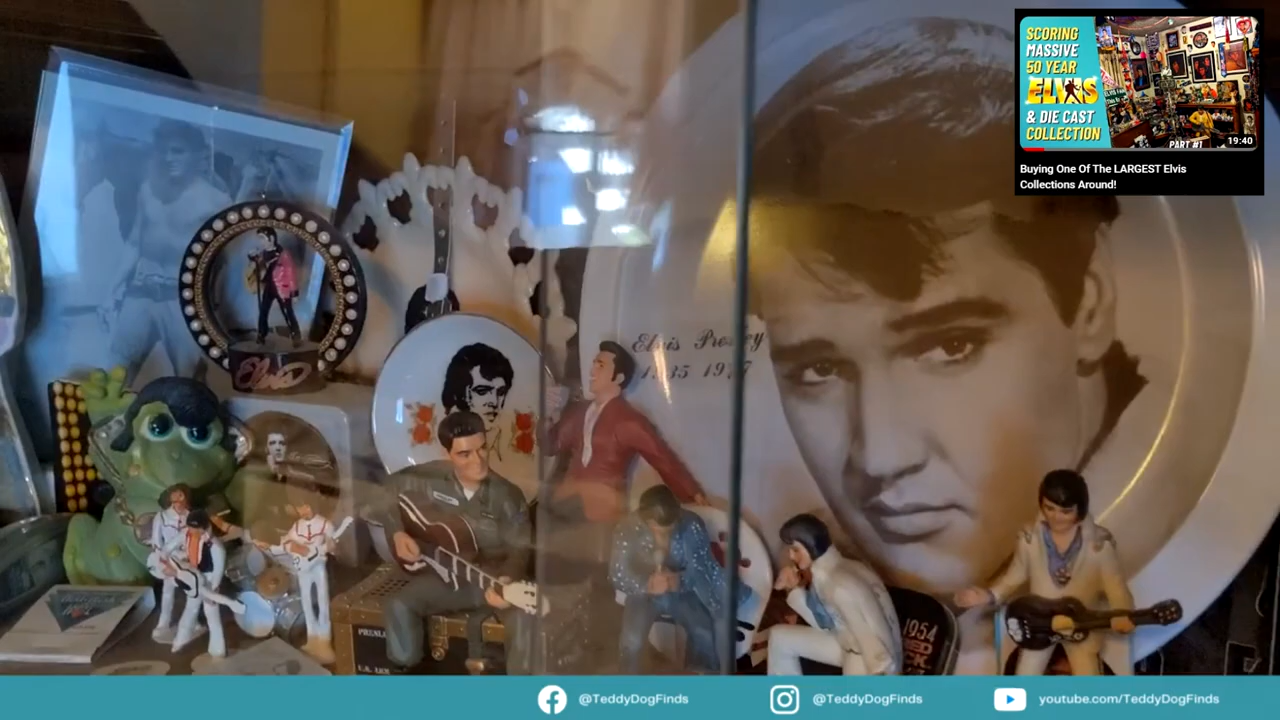 SCORING
MASSIVE
50 YEAR
ELVIS
& DIE CAST
COLLECTION
PART #1
19:40
Buying One Of The LARGEST Elvis
Collections Around!
Elvis Presley
1935 1977
Elvis
1954
@TeddyDogFinds
@TeddyDogFinds
youtube.com/TeddyDogFinds